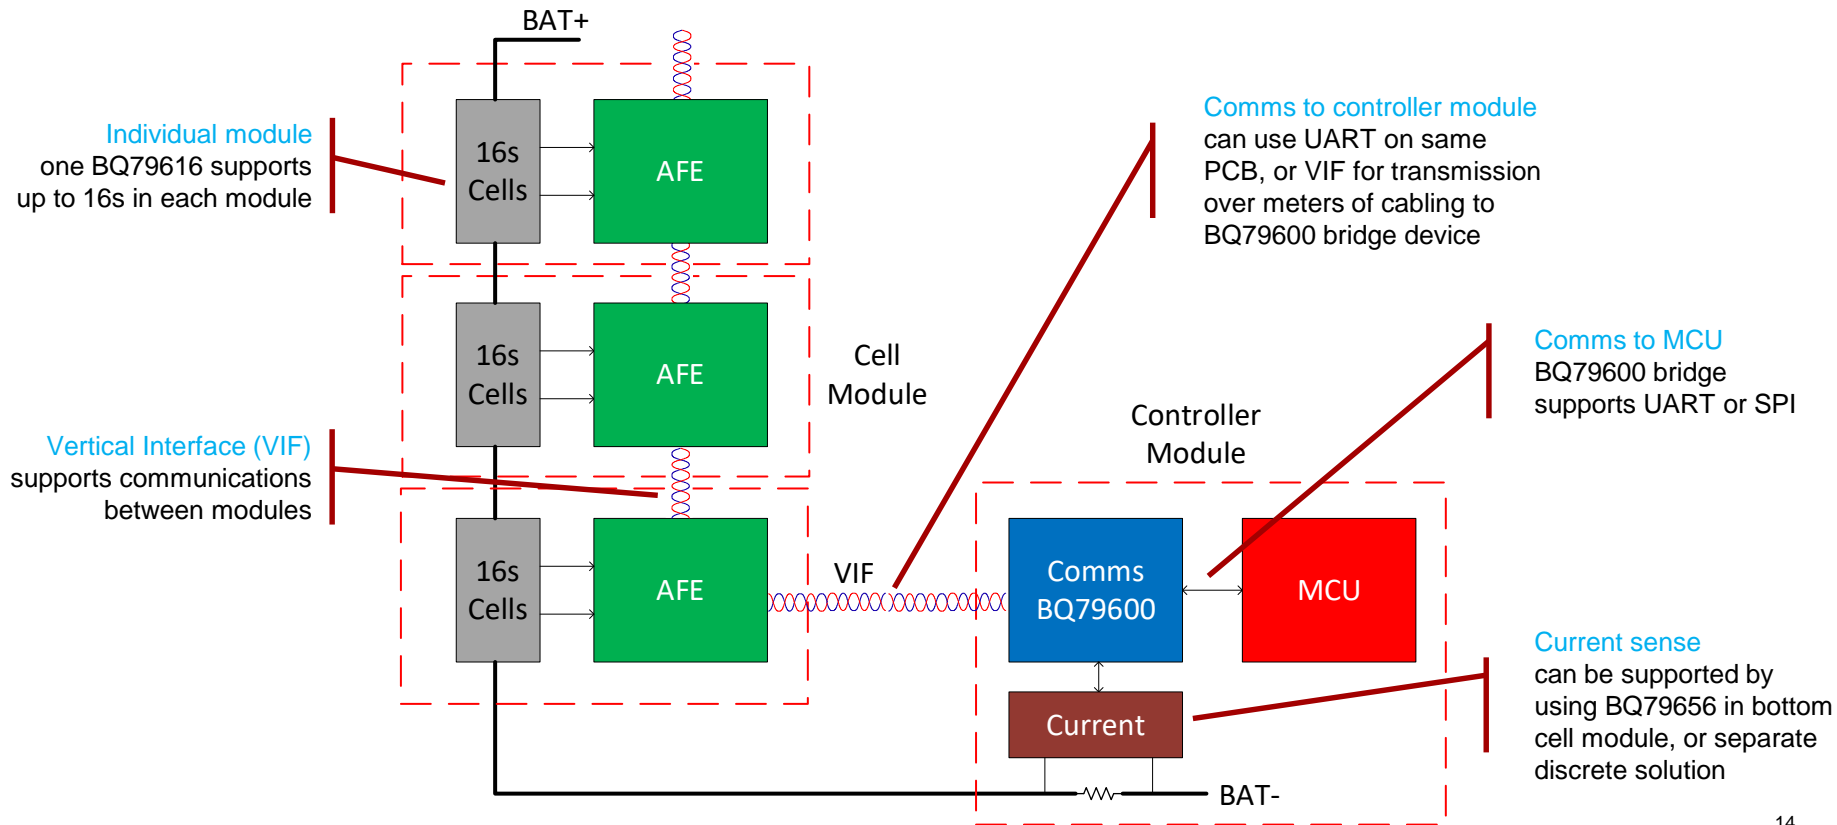 BAT+
Individual module
one BQ79616 supports
up to 16s in each module
16s
Cells
AFE
Comms to controller module
can use UART on same
PCB, or VIF for transmission
over meters of cabling to
BQ79600 bridge device
16s
Cells
AFE
Cell
Module
Comms to MCU
BQ79600 bridge
supports UART or SPI
Controller
Module
Vertical Interface (VIF)
supports communications
between modules
16s
Cells
AFE
VIF
Comms
BQ79600
MCU
Current sense
can be supported by
using BQ79656 in bottom
cell module, or separate
discrete solution
Current
BAT-
14